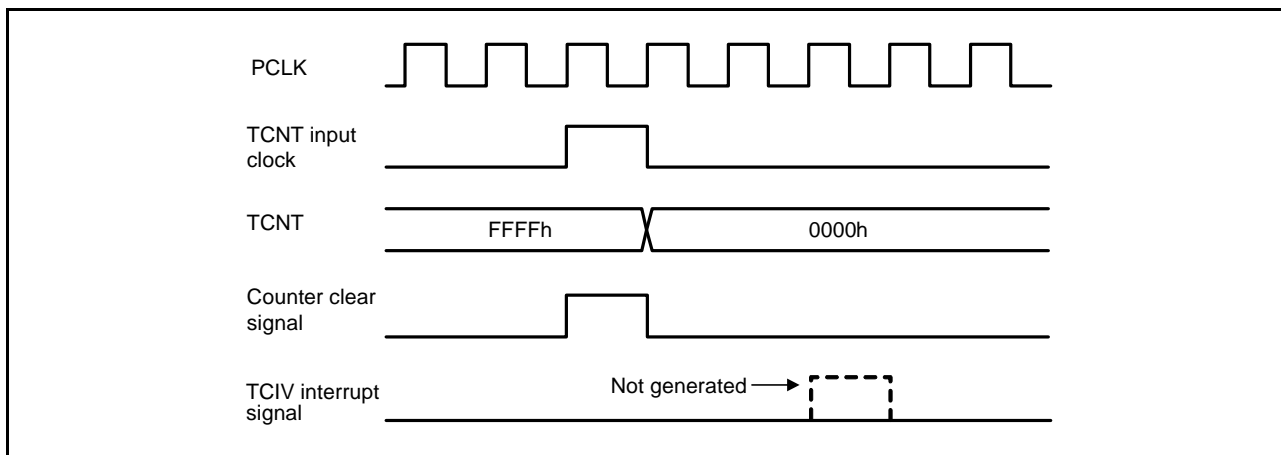 PCLK
TCNT input
clock
TCNT
FFFFh
0000h
Counter clear
signal
TCIV interrupt
signal
Not generated